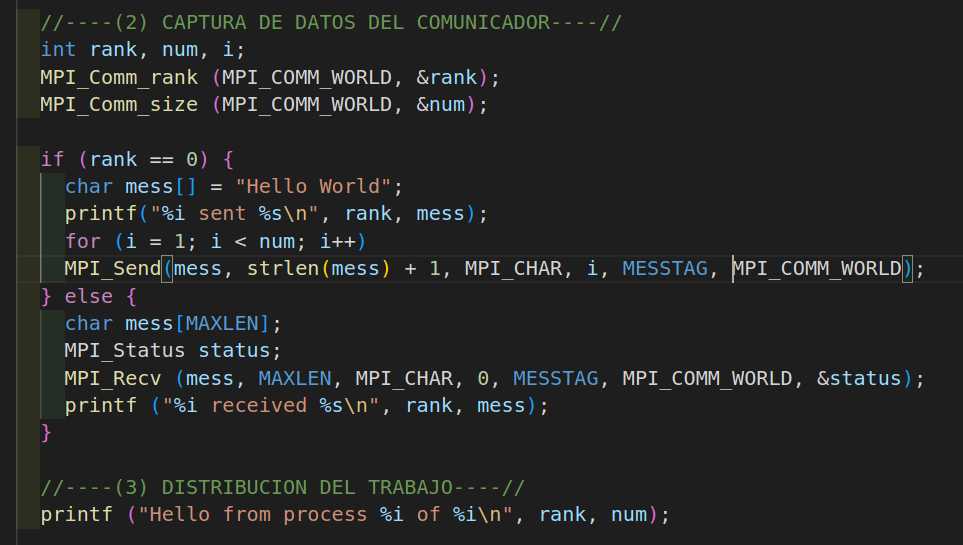 //----(2) CAPTURA DE DATOS DEL COMUNICADOR----//
int rank, num, i;
MPI_Comm_rank (MPI_COMM_WORLD, &rank);
MPI_Comm_size (MPI_COMM_WORLD, &num);
if (rank == 0) {
char mess[] = "Hello World";
printf("%i sent %s\n", rank, mess);
for (i = 1; i < num; i++)
MPI_Send(mess, strlen(mess) + 1, MPI_CHAR, i, MESSTAG, MPI_COMM_WORLD);
} else {
char mess[MAXLEN];
MPI_Status status;
MPI_Recv (mess, MAXLEN, MPI_CHAR, 0, MESSTAG, MPI_COMM_WORLD, &status);
printf ("%i received %s\n", rank, mess);
}
//----(3) DISTRIBUCION DEL TRABAJO----//
printf ("Hello from process %i of %i\n", rank, num);